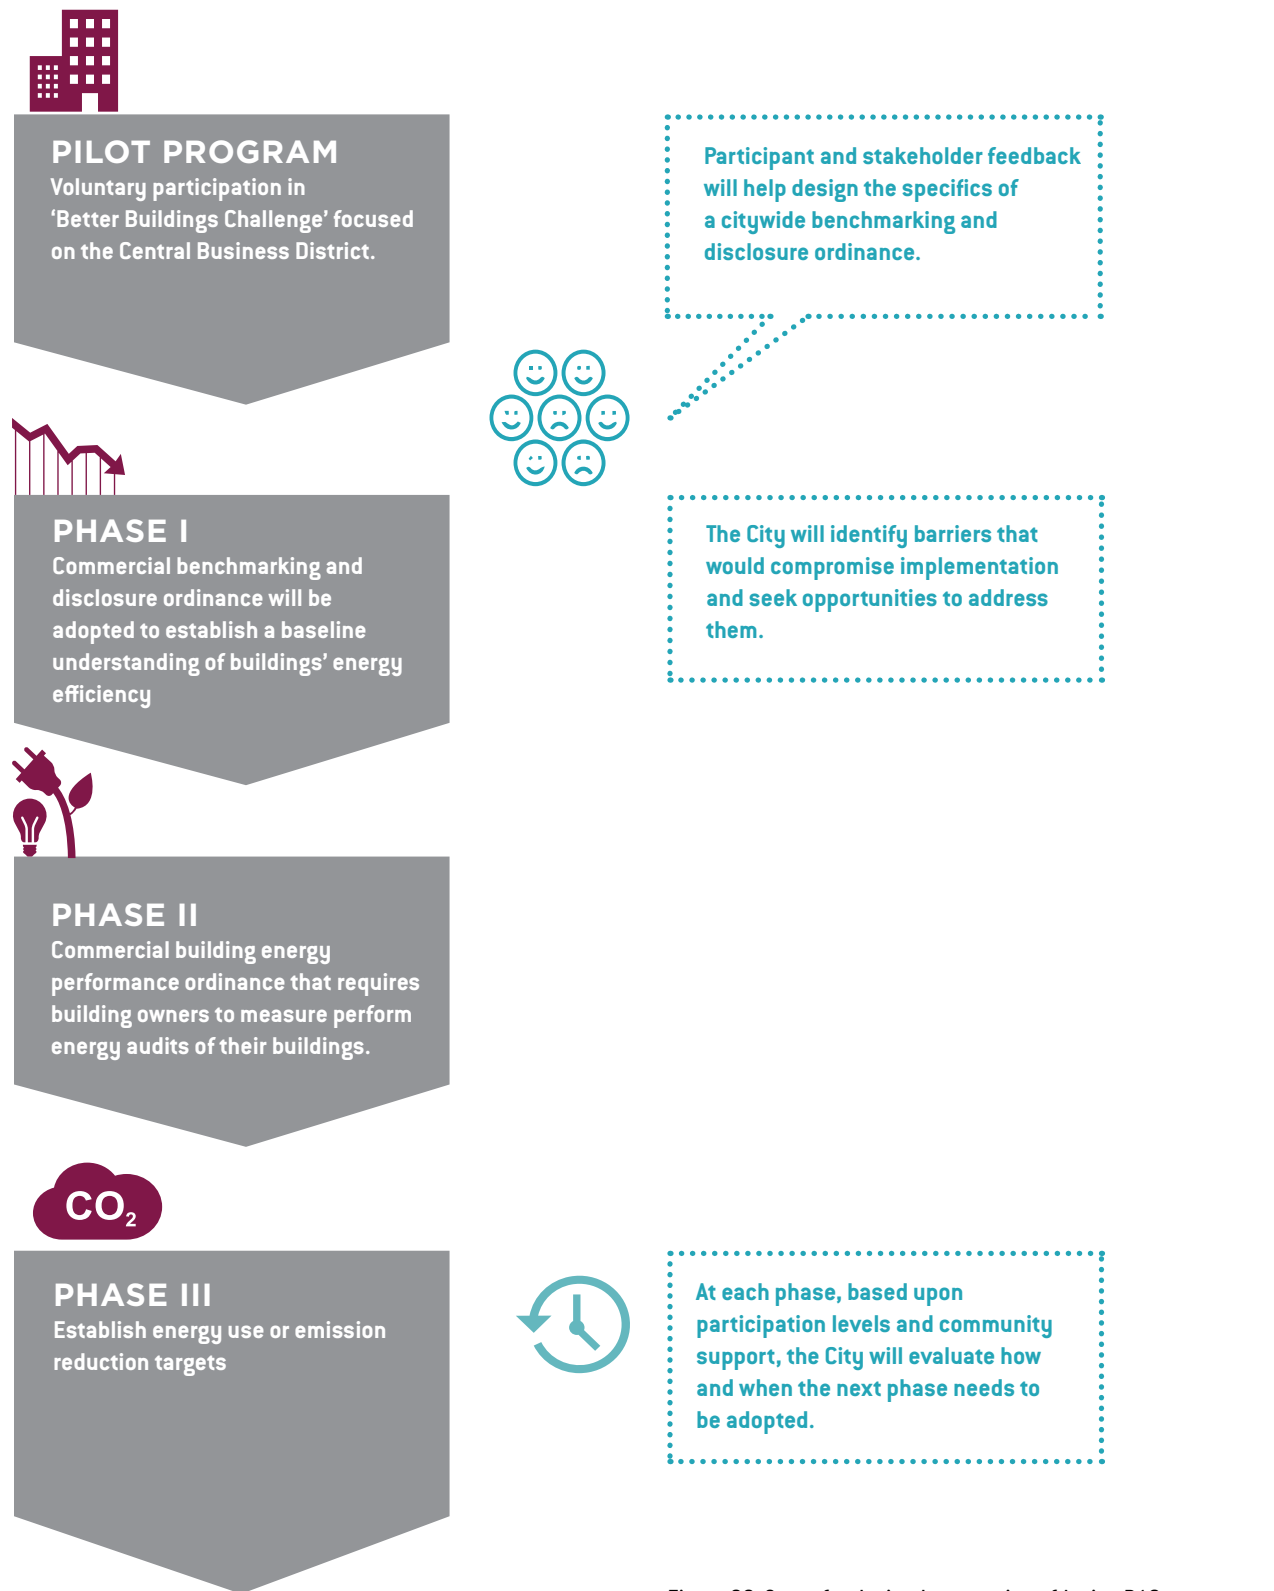 PILOT PROGRAM
Voluntary participation in
‘Better Buildings Challenge’ focused
on the Central Business District.
Participant and stakeholder feedback
will help design the specifics of
a citywide benchmarking and
disclosure ordinance.
PHASE I
Commercial benchmarking and
disclosure ordinance will be
adopted to establish a baseline
understanding of buildings’ energy
efficiency
The City will identify barriers that
would compromise implementation
and seek opportunities to address
them.
PHASE II
Commercial building energy
performance ordinance that requires
building owners to measure perform
energy audits of their buildings.
CO2
PHASE III
Establish energy use or emission
reduction targets
At each phase, based upon
participation levels and community
support, the City will evaluate how
and when the next phase needs to
be adopted.